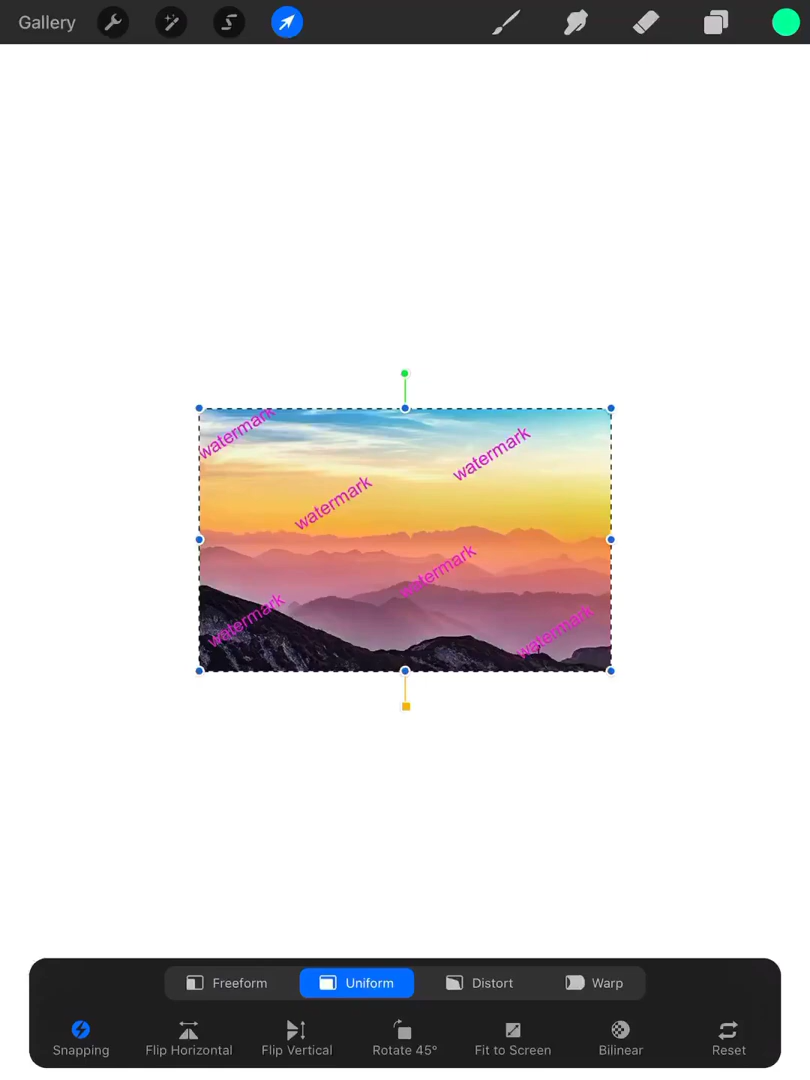 Gallery
watermark
watermark
watermark
watermark
watermark
watermark
Freeform
Uniform
Distort
Warp
Snapping
Flip Horizontal
Flip Vertical
Rotate 45°
Fit to Screen
Bilinear
Reset